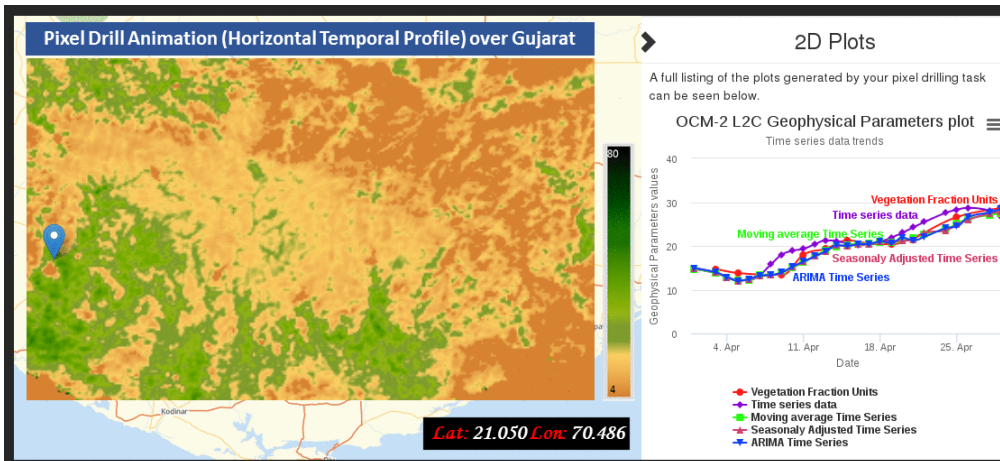 Pixel Drill Animation (Horizontal Temporal Profile) over Gujarat
80
4
Kodinar
Lat: 21.050 Lon: 70.486
2D Plots
A full listing of the plots generated by your pixel drilling task
can be seen below.
OCM-2 L2C Geophysical Parameters plot
Time series data trends
Geophysical Parameters values
40
30
20
10
0
Vegetation Fraction Units
Time series data
Moving average Time Series
Seasonaly Adjusted Time Series
ARIMA Time Series
4. Apr
11. Apr
18. Apr
25. Apr
Date
Vegetation Fraction Units
Time series data
Moving average Time Series
Seasonaly Adjusted Time Series
ARIMA Time Series